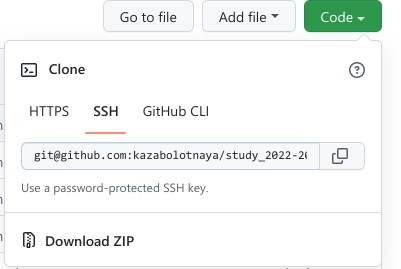 Go to file Add file Code
Clone
HTTPS SSH GitHub CLI
git@github.com:kazabolotnaya/study_2022-20
Use a password-protected SSH key.
Download ZIP